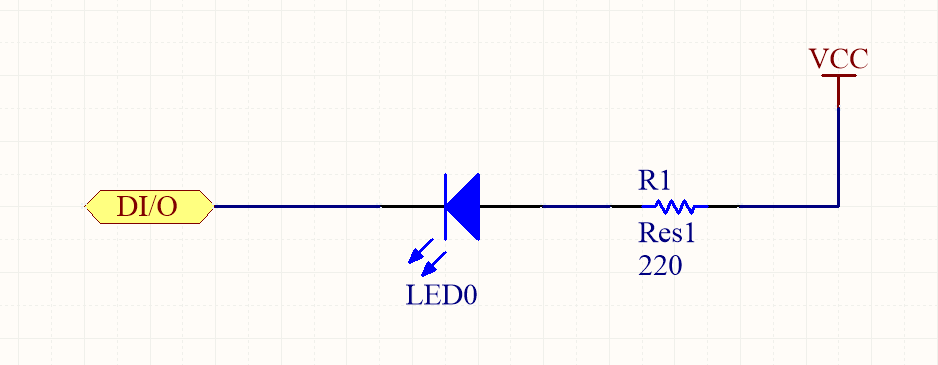 VCC
R1
DI/O
Res1
220
LED0